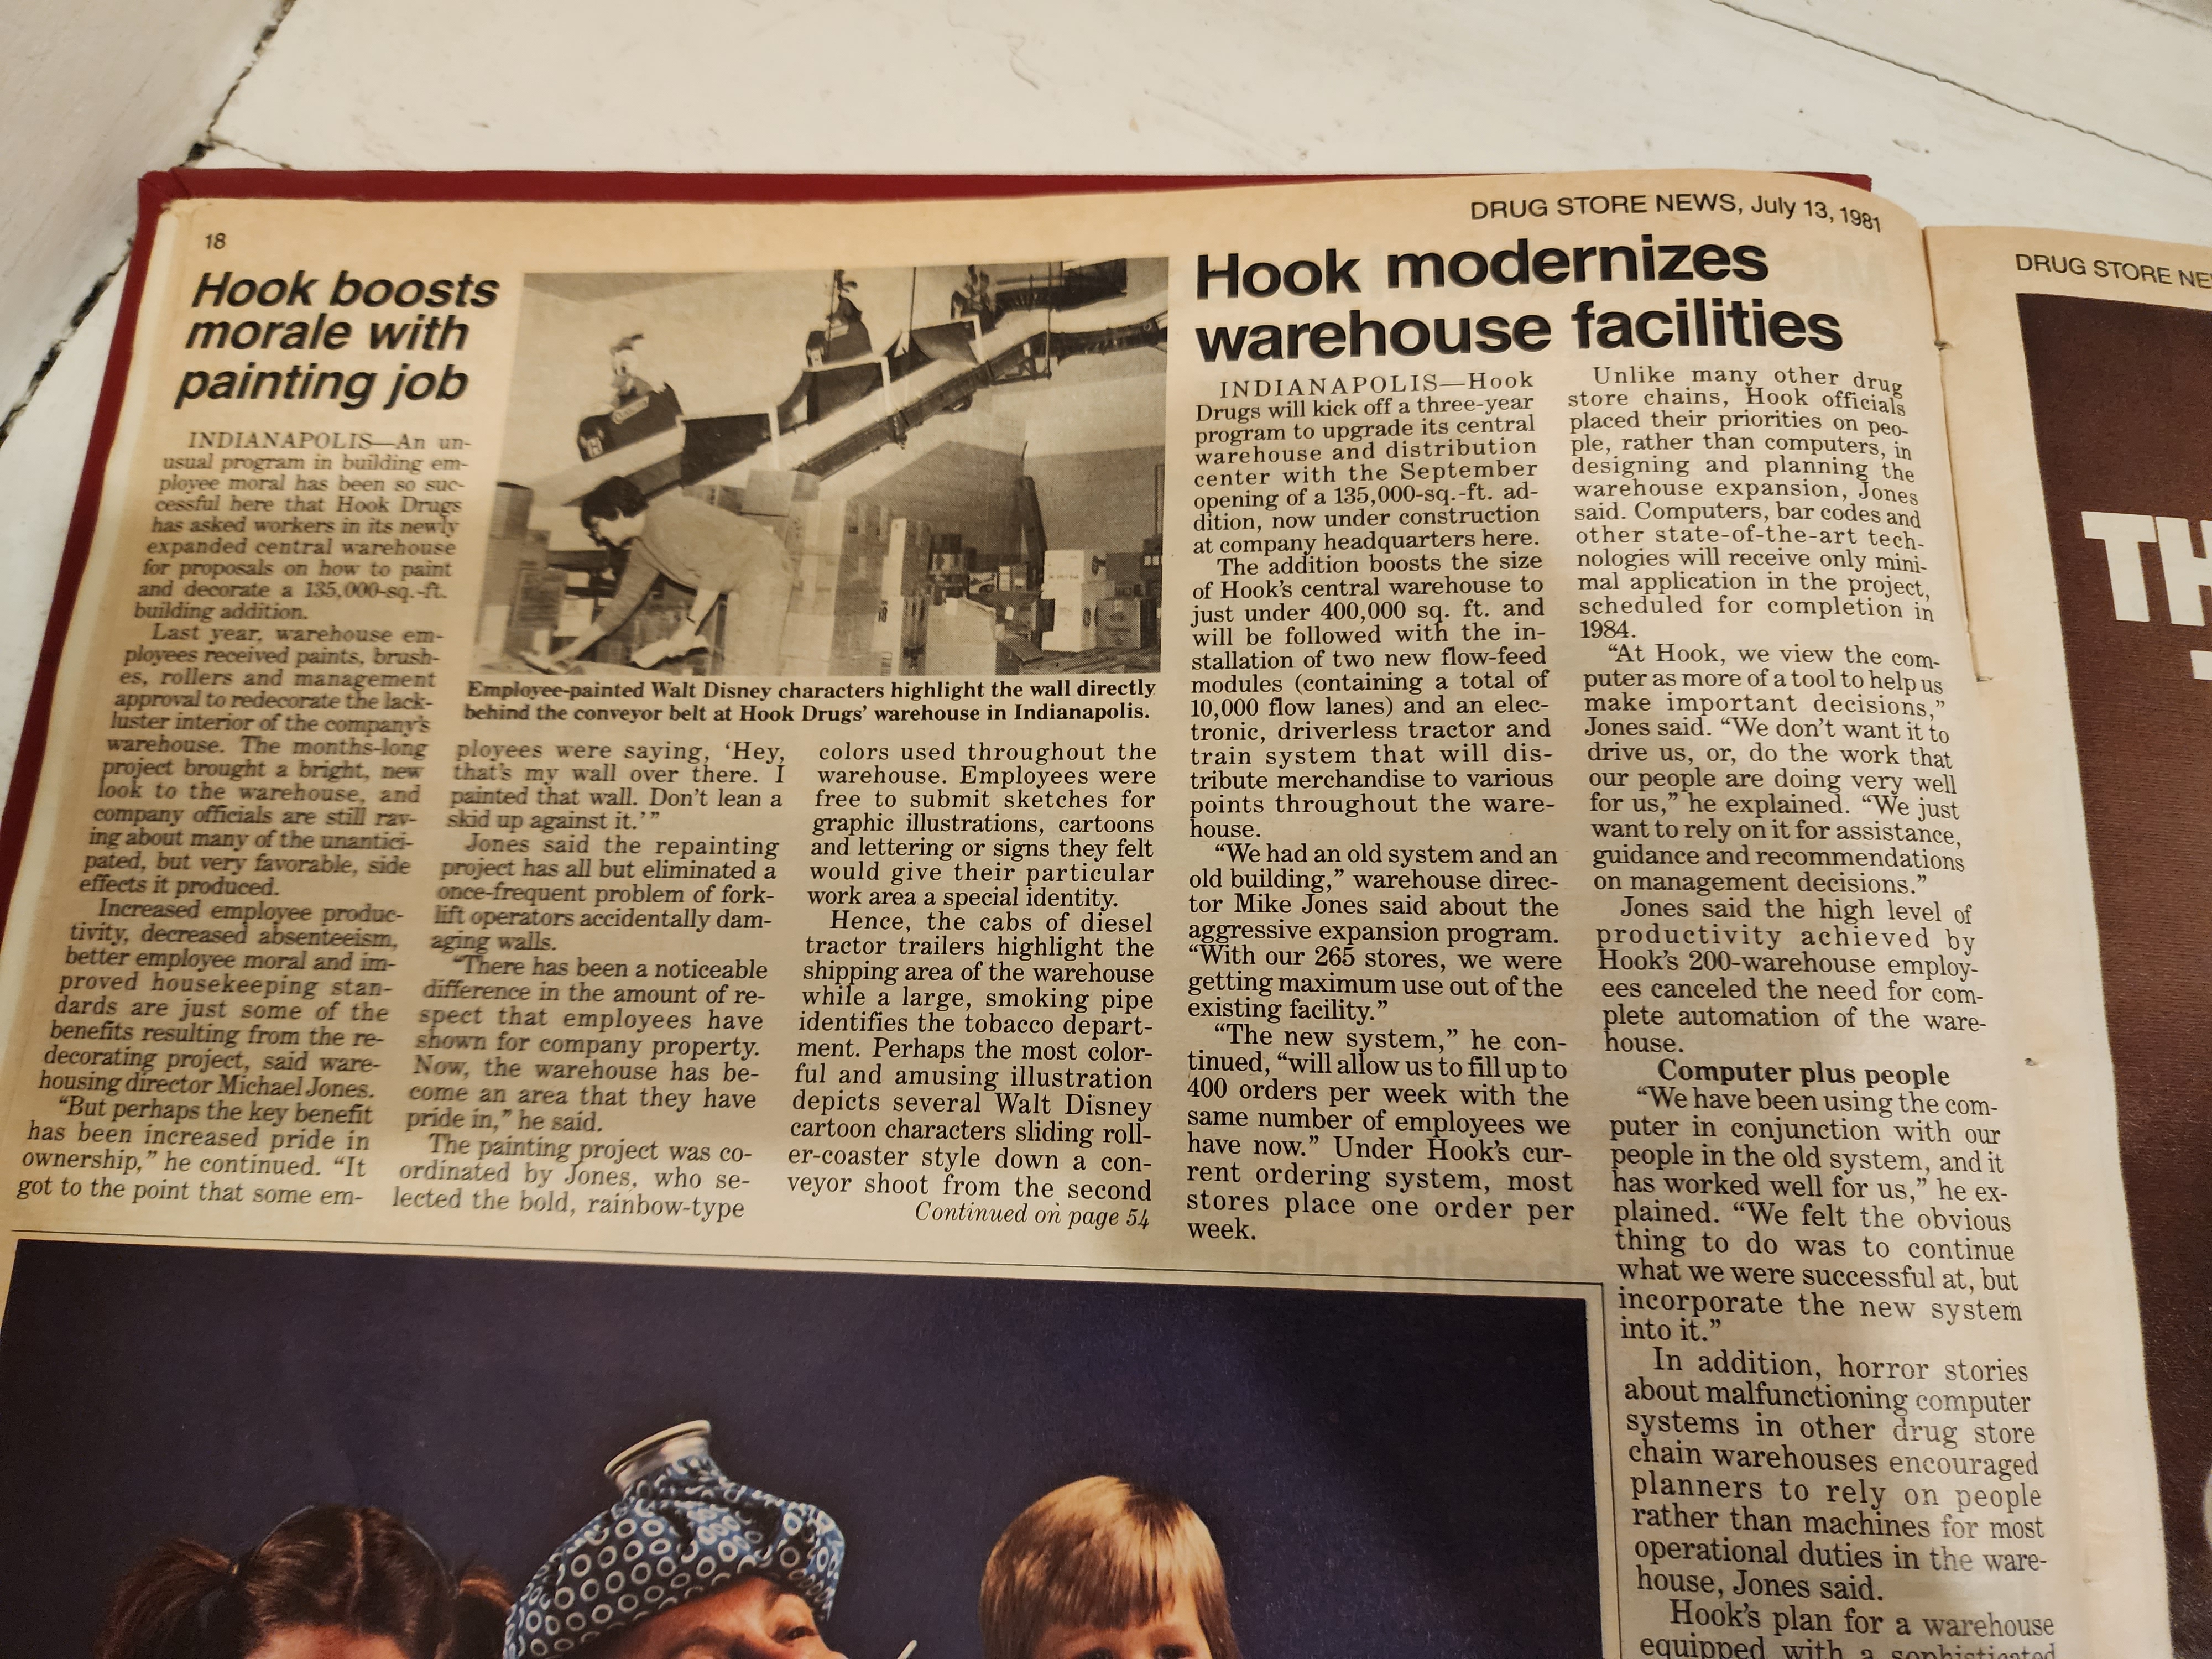 18
DRUG STORE NEWS, July 13, 1981
Hook boosts
morale with
painting job
INDIANAPOLIS—An un-
usual program in building em-
ployee moral has been so suc-
cessful here that Hook Drugs
has asked workers in its newly
expanded central warehouse
for proposals on how to paint
and decorate a 135,000-sq.-ft.
building addition.
Last year, warehouse em-
ployees received paints, brush-
es, rollers and management
approval to redecorate the lack-
luster interior of the company's
warehouse. The months-long
project brought a bright, new
look to the warehouse, and
company officials are still rav-
ing about many of the unantici-
pated, but very favorable, side
effects it produced.
Increased employee produc-
tivity, decreased absenteeism,
better employee moral and im-
proved housekeeping stan-
dards are just some of the
benefits resulting from the re-
decorating project, said ware-
housing director Michael Jones.
“But perhaps the key benefit
has been increased pride in
ownership,” he continued. “It
got to the point that some em-
Employee-painted Walt Disney characters highlight the wall directly
behind the conveyor belt at Hook Drugs’ warehouse in Indianapolis.
ployees were saying, ‘Hey,
that's my wall over there. I
painted that wall. Don't lean a
skid up against it.’”
Jones said the repainting
project has all but eliminated a
once-frequent problem of fork-
lift operators accidentally dam-
aging walls.
“There has been a noticeable
difference in the amount of re-
spect that employees have
shown for company property.
Now, the warehouse has be-
come an area that they have
pride in,” he said.
The painting project was co-
ordinated by Jones, who se-
lected the bold, rainbow-type
colors used throughout the
warehouse. Employees were
free to submit sketches for
graphic illustrations, cartoons
and lettering or signs they felt
would give their particular
work area a special identity.
Hence, the cabs of diesel
tractor trailers highlight the
shipping area of the warehouse
while a large, smoking pipe
identifies the tobacco depart-
ment. Perhaps the most color-
ful and amusing illustration
depicts several Walt Disney
cartoon characters sliding roll-
er-coaster style down a con-
veyor shoot from the second
Continued on page 54
Hook modernizes
warehouse facilities
INDIANAPOLIS—Hook
Drugs will kick off a three-year
program to upgrade its central
warehouse and distribution
center with the September
opening of a 135,000-sq.-ft. ad-
dition, now under construction
at company headquarters here.
The addition boosts the size
of Hook's central warehouse to
just under 400,000 sq. ft. and
will be followed with the in-
stallation of two new flow-feed
modules (containing a total of
10,000 flow lanes) and an elec-
tronic, driverless tractor and
train system that will dis-
tribute merchandise to various
points throughout the ware-
house.
“We had an old system and an
old building,” warehouse direc-
tor Mike Jones said about the
aggressive expansion program.
“With our 265 stores, we were
getting maximum use out of the
existing facility.”
“The new system,” he con-
tinued, “will allow us to fill up to
400 orders per week with the
same number of employees we
have now.” Under Hook's cur-
rent ordering system, most
stores place one order per
week.
Unlike many other drug
store chains, Hook officials
placed their priorities on peo-
ple, rather than computers, in
designing and planning the
warehouse expansion, Jones
said. Computers, bar codes and
other state-of-the-art tech-
nologies will receive only mini-
mal application in the project,
scheduled for completion in
1984.
“At Hook, we view the com-
puter as more of a tool to help us
make important decisions,”
Jones said. “We don't want it to
drive us, or, do the work that
our people are doing very well
for us,” he explained. “We just
want to rely on it for assistance,
guidance and recommendations
on management decisions.”
Jones said the high level of
productivity achieved by
Hook's 200-warehouse employ-
ees canceled the need for com-
plete automation of the ware-
house.
Computer plus people
“We have been using the com-
puter in conjunction with our
people in the old system, and it
has worked well for us,” he ex-
plained. “We felt the obvious
thing to do was to continue
what we were successful at, but
incorporate the new system
into it.”
In addition, horror stories
about malfunctioning computer
systems in other drug store
chain warehouses encouraged
planners to rely on people
rather than machines for most
operational duties in the ware-
house, Jones said.
Hook's plan for a warehouse
equipped with a sophisticated
DRUG STORE NE
TH